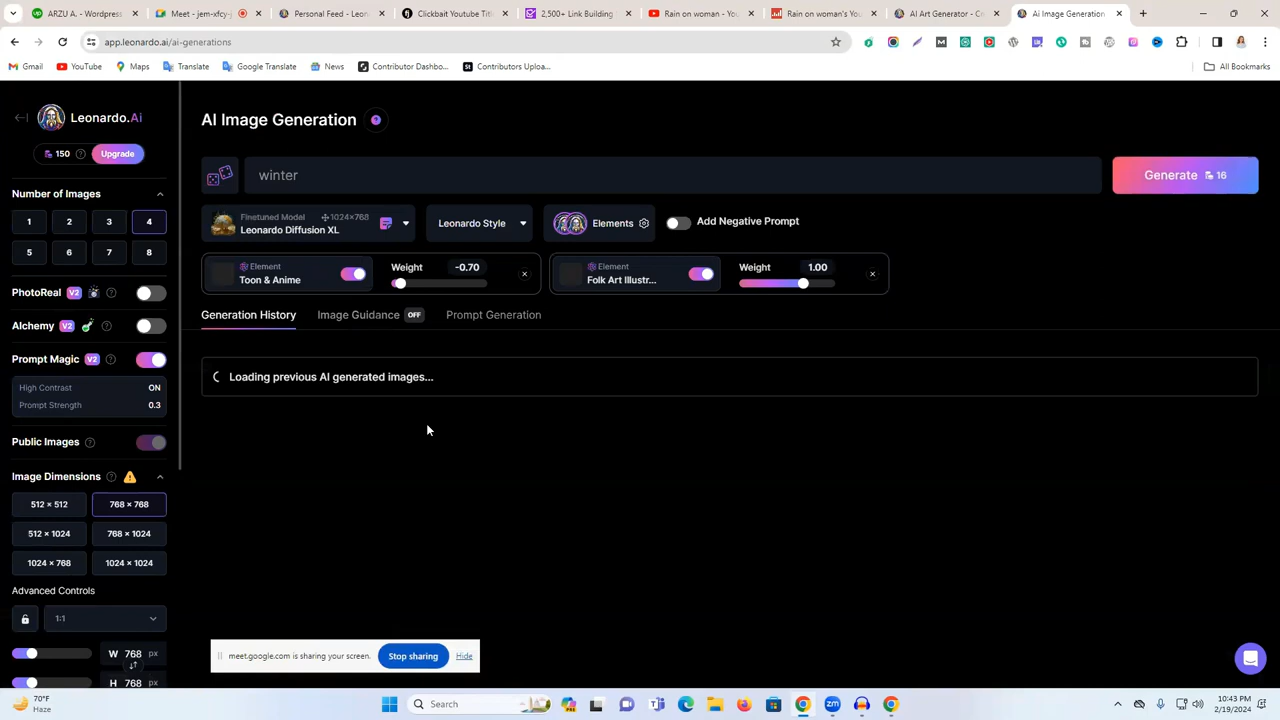 ARZU A. - Wordpress
Meet - jem-xfcy-j
Personal Feed - Leon
Clickbait Youtube Titl
2,500+ Link Building
Rain on woman - You
Rain on woman's You
AI Art Generator - Cr
Ai Image Generation
app.leonardo.ai/ai-generations
Gmail
YouTube
Maps
Translate
Google Translate
News
Contributor Dashbo...
Contributors Uploa...
All Bookmarks
Leonardo.Ai
150
Upgrade
Number of Images
1
2
3
4
5
6
7
8
PhotoReal V2
Alchemy V2
Prompt Magic V2
High Contrast ON
Prompt Strength 0.3
Public Images
Image Dimensions
512 × 512
768 × 768
512 × 1024
768 × 1024
1024 × 768
1024 × 1024
Advanced Controls
1:1
W 768 px
H 768 px
AI Image Generation
winter
Generate 16
Finetuned Model 1024×768
Leonardo Diffusion XL
Leonardo Style
Elements
Add Negative Prompt
Element
Toon & Anime
Weight -0.70
Element
Folk Art Illustr...
Weight 1.00
Generation History
Image Guidance OFF
Prompt Generation
Loading previous AI generated images...
meet.google.com is sharing your screen.
Stop sharing
Hide
70°F
Haze
Search
10:43 PM
2/19/2024